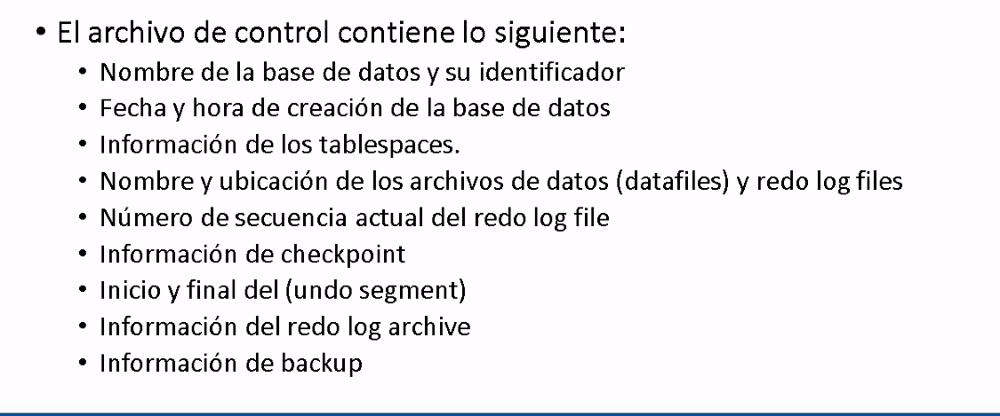 • El archivo de control contiene lo siguiente:
• Nombre de la base de datos y su identificador
• Fecha y hora de creación de la base de datos
• Información de los tablespaces.
• Nombre y ubicación de los archivos de datos (datafiles) y redo log files
• Número de secuencia actual del redo log file
• Información de checkpoint
• Inicio y final del (undo segment)
• Información del redo log archive
• Información de backup